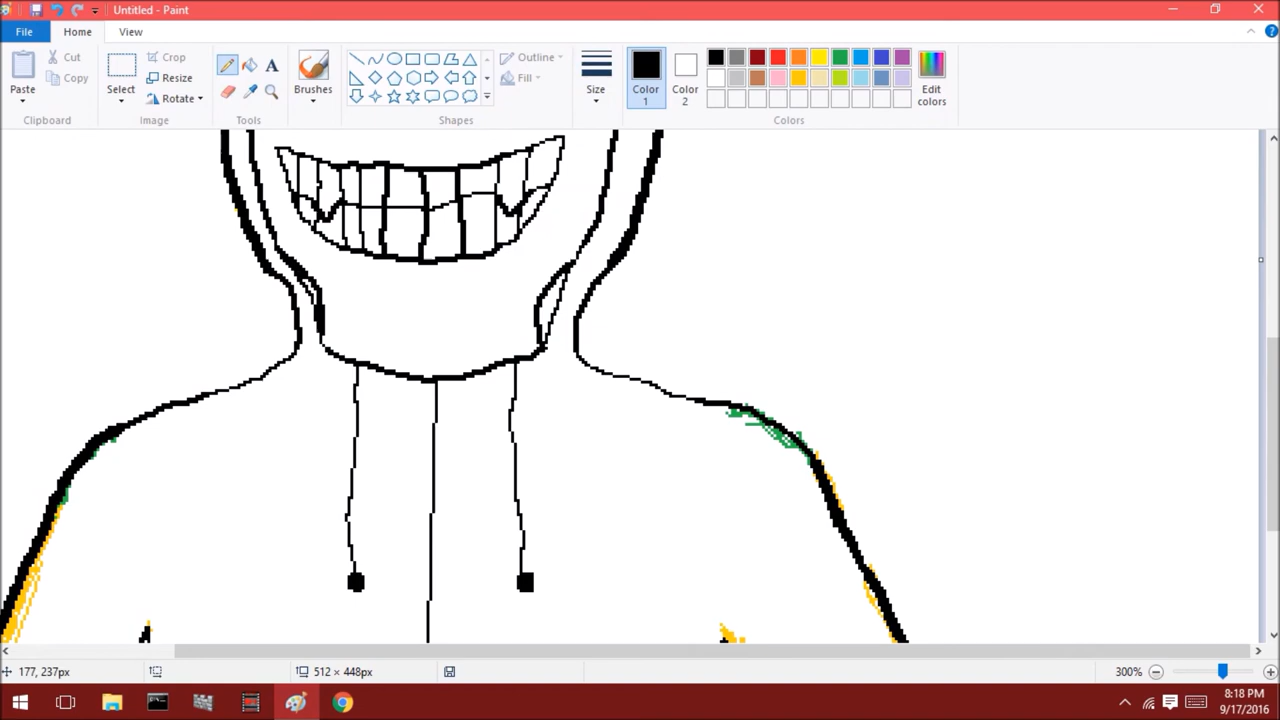 Untitled - Paint
File
Home
View
Paste
Cut
Copy
Clipboard
Select
Crop
Resize
Rotate
Image
A
Tools
Brushes
Outline
Fill
Shapes
Size
Color
1
Color
2
Edit
colors
Colors
177, 237px
512 × 448px
300%
8:18 PM
9/17/2016